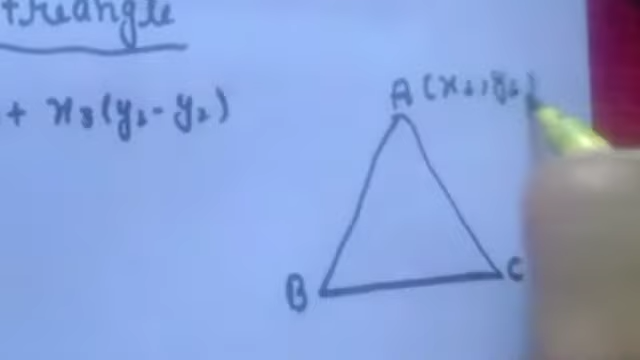 triangle
+ x₃(y₁ - y₂)
A (x₁, y₁)
B
C